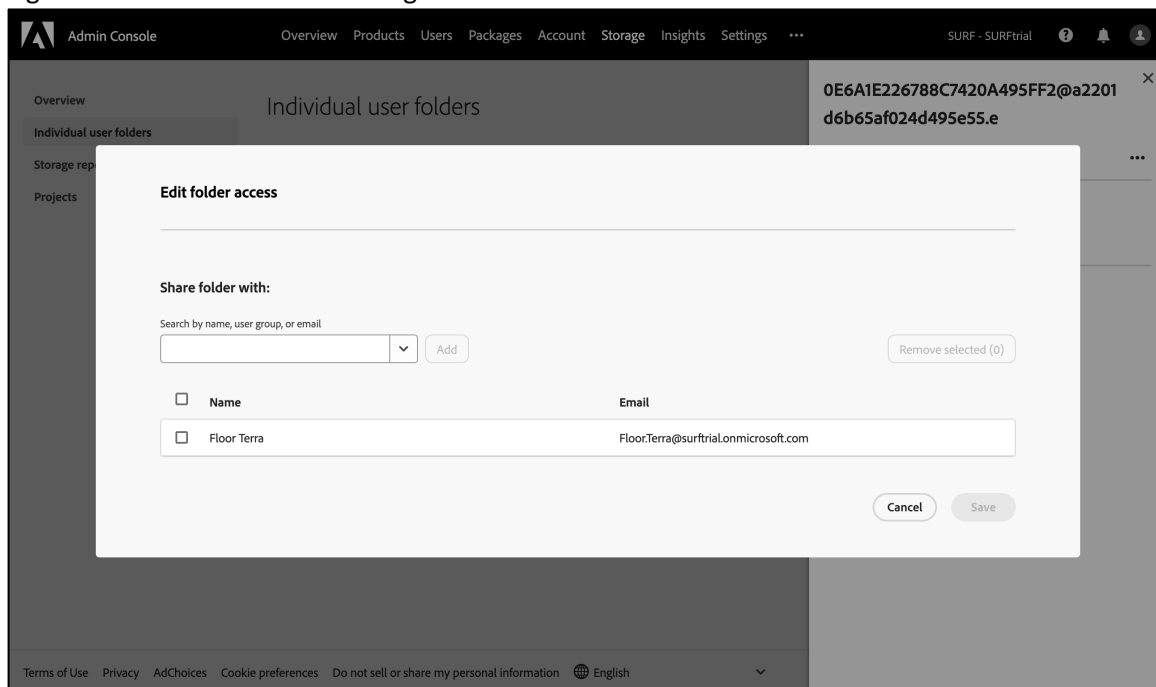 Admin Console
Overview Products Users Packages Account Storage Insights Settings ••• SURF - SURFtrial
Overview
Individual user folders
Storage rep
Projects
Individual user folders
0E6A1E226788C7420A495FF2@a2201
d6b65af024d495e55.e
Edit folder access
Share folder with:
Search by name, user group, or email
Add
Remove selected (0)
Name Email
Floor Terra Floor.Terra@surftrial.onmicrosoft.com
Cancel Save
Terms of Use Privacy AdChoices Cookie preferences Do not sell or share my personal information English